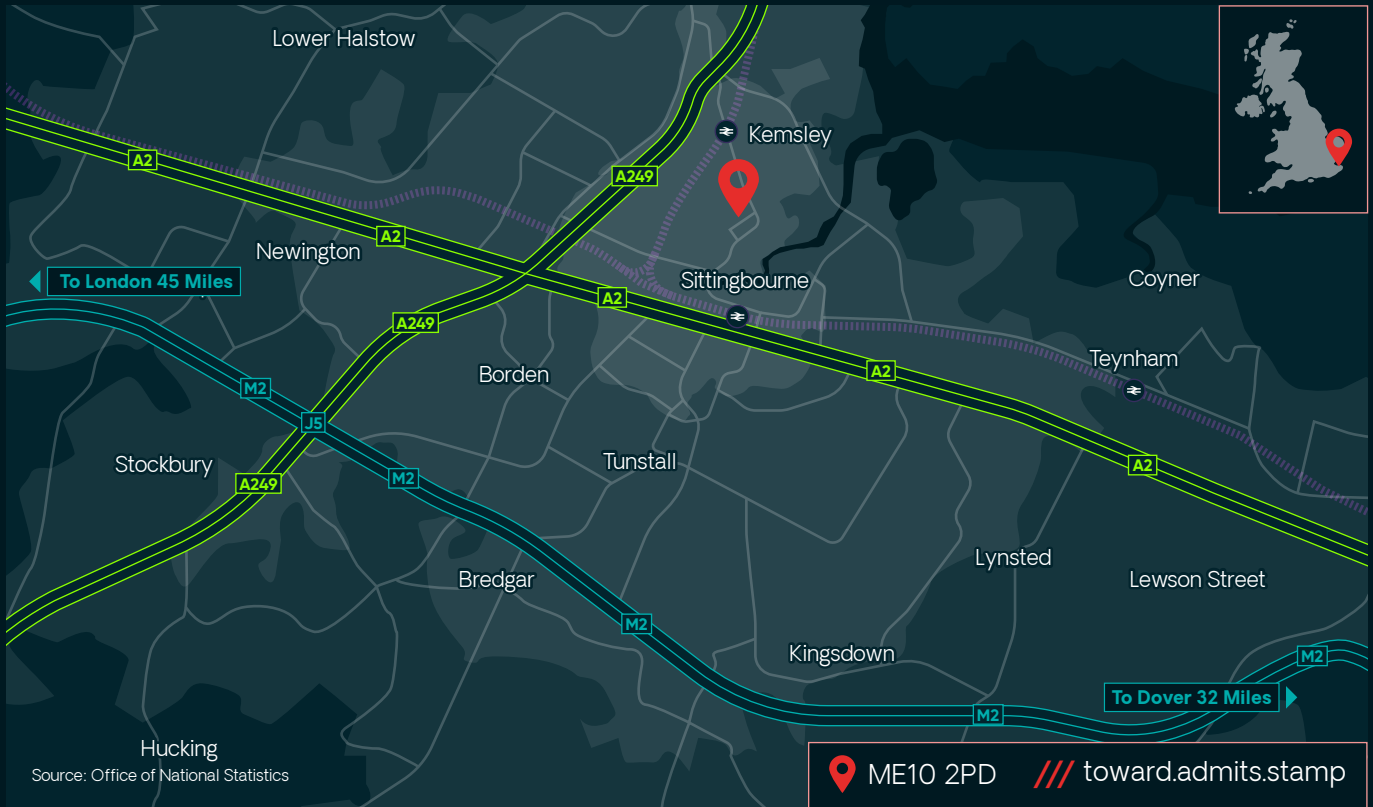 Lower Halstow
Kemsley
A2
A249
A2
Newington
To London 45 Miles
Sittingbourne
Coyner
A2
A249
Teynham
Borden
A2
M2
J5
Stockbury
Tunstall
A2
M2
A249
Lynsted
Bredgar
Lewson Street
M2
Kingsdown
M2
To Dover 32 Miles
M2
Hucking
Source: Office of National Statistics
ME10 2PD
/// toward.admits.stamp